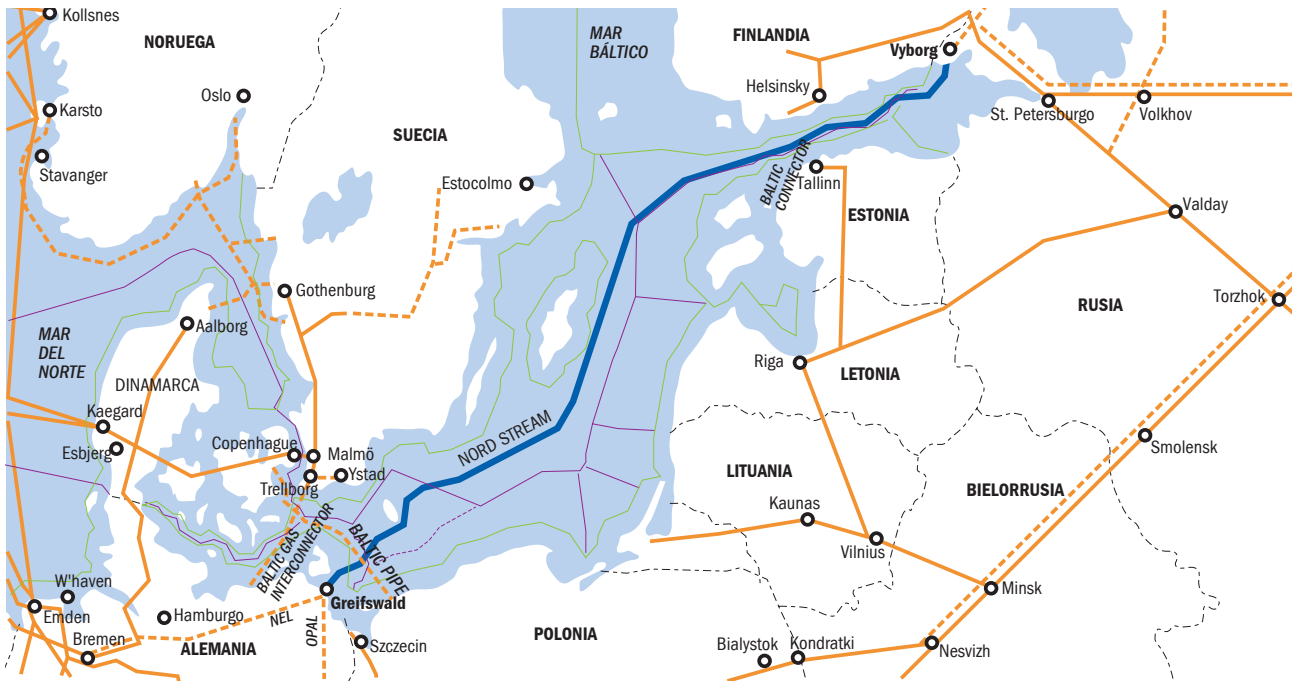 Kollsnes
NORUEGA
MAR
BÁLTICO
FINLANDIA
Vyborg
Helsinsky
Oslo
Karsto
SUECIA
St. Petersburgo
Volkhov
Stavanger
Estocolmo
BALTIC
CONNECTOR
Tallinn
ESTONIA
Valday
Gothenburg
RUSIA
Torzhok
Aalborg
MAR
DEL
NORTE
DINAMARCA
Riga
LETONIA
Kaegard
Esbjerg
Copenhague
Malmö
Ystad
Trellborg
NORD STREAM
Smolensk
LITUANIA
BIELORRUSIA
Kaunas
Vilnius
BALTIC GAS
INTERCONNECTOR
BALTIC PIPE
W'haven
Emden
Hamburgo
Greifswald
Minsk
NEL
OPAL
Bremen
ALEMANIA
Szczecin
POLONIA
Bialystok
Kondratki
Nesvizh